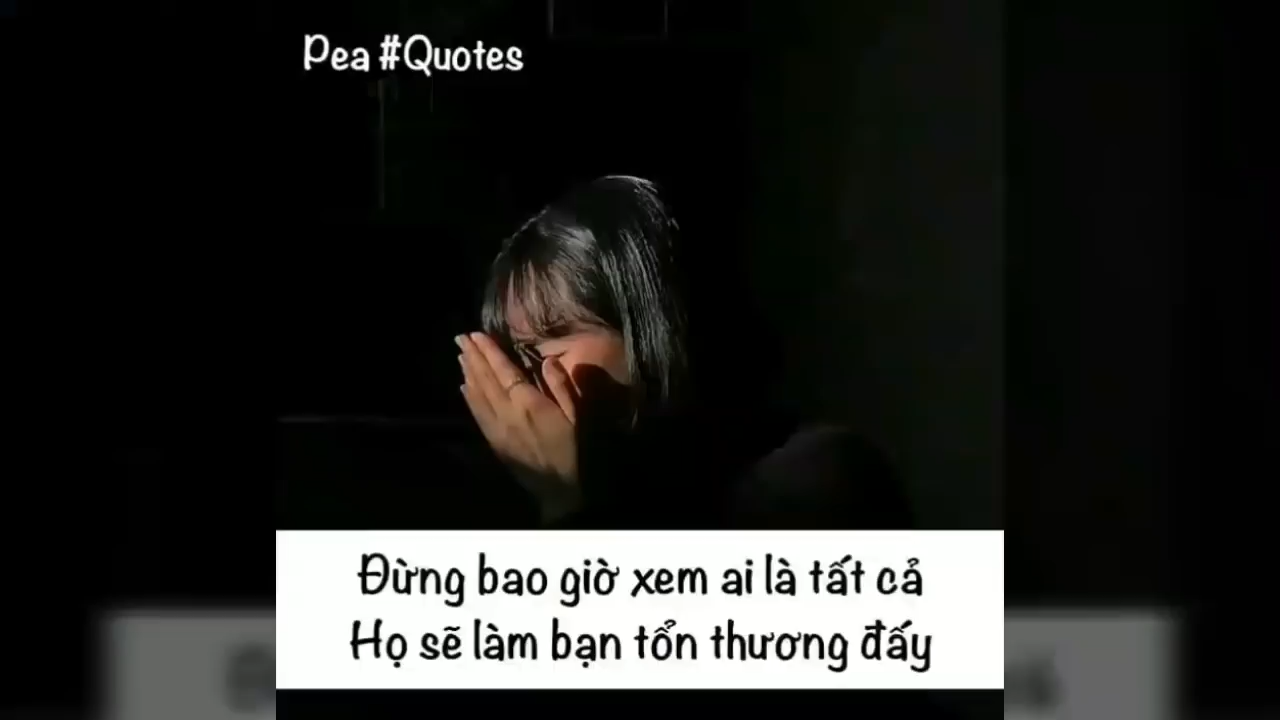 Pea #Quotes
Đừng bao giờ xem ai là tất cả
Họ sẽ làm bạn tổn thương đấy